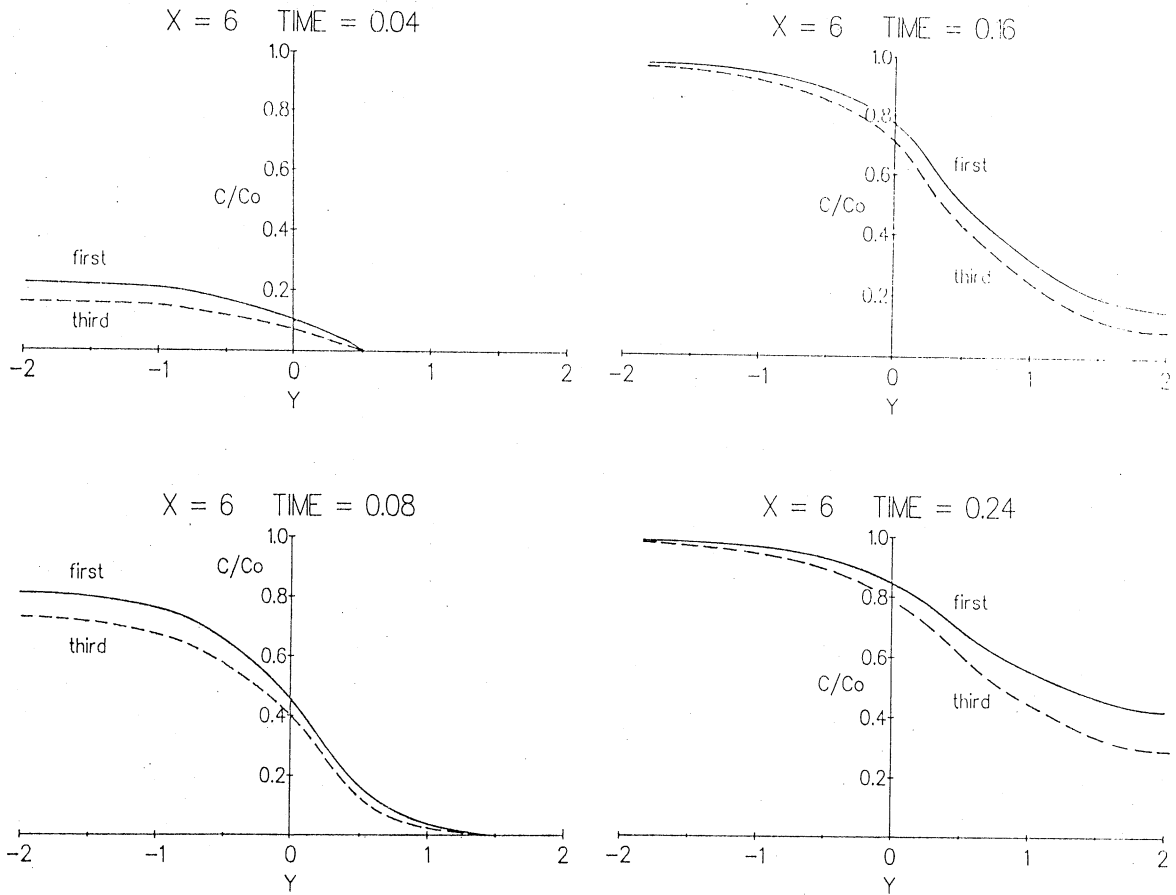 X = 6 TIME = 0.04
1.0
0.8
0.6
C/Co
0.4
first
0.2
third
-2 -1 0 1 2
Y
X = 6 TIME = 0.16
1.0
0.8
first
0.6
C/Co
0.4
third
0.2
-2 -1 0 1 2
Y
X = 6 TIME = 0.08
1.0
C/Co
first
0.8
third
0.6
0.4
0.2
-2 -1 0 1 2
Y
X = 6 TIME = 0.24
1.0
0.8
first
0.6
C/Co
third
0.4
0.2
-2 -1 0 1 2
Y